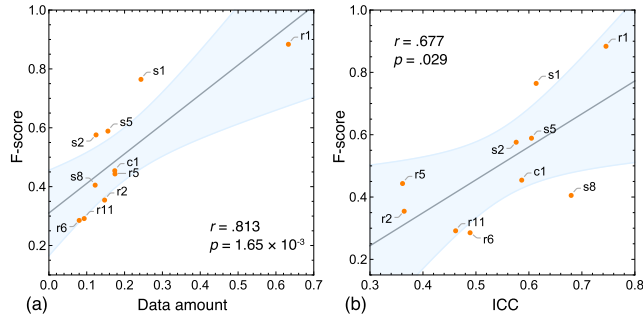 1.0
0.8
0.6
0.4
0.2
F-score
r1
s1
s5
s2
c1
r5
s8
r2
r11
r6
r = .813
p = 1.65 × 10⁻³
0.0 0.1 0.2 0.3 0.4 0.5 0.6 0.7
(a) Data amount
1.0
0.8
0.6
0.4
0.2
F-score
r = .677
p = .029
r1
s1
s5
s2
r5
c1
s8
r2
r11
r6
0.3 0.4 0.5 0.6 0.7 0.8
(b) ICC